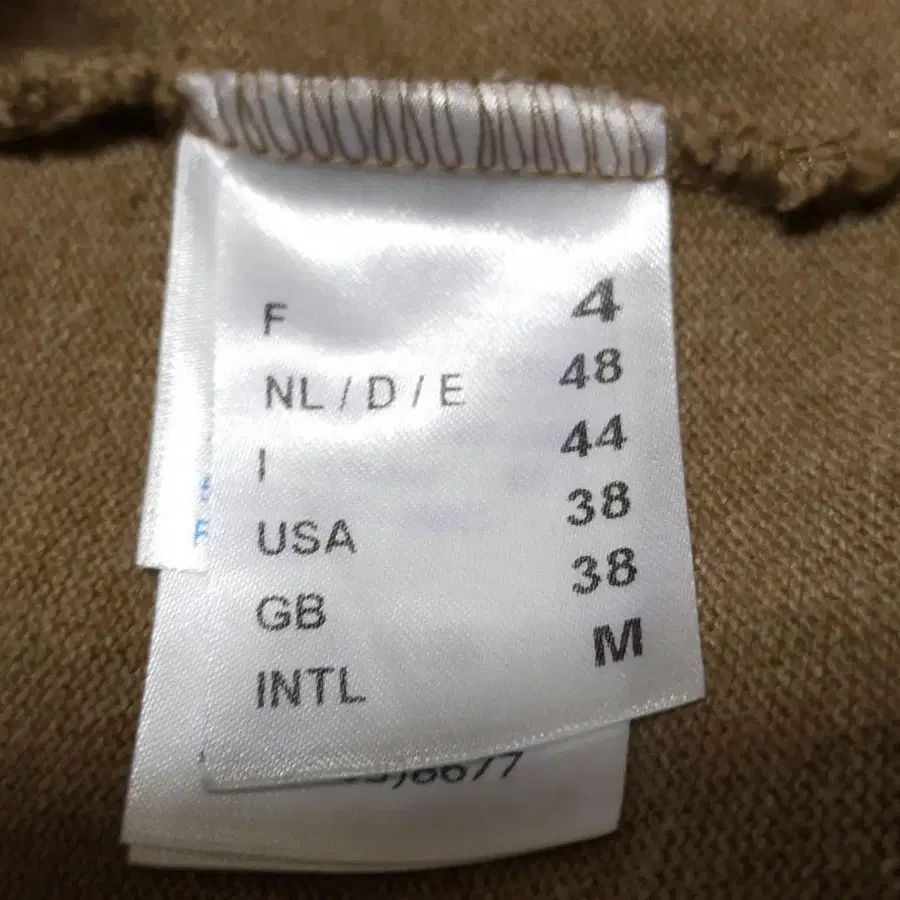 F 4
NL / D / E 48
I 44
USA 38
GB 38
INTL M